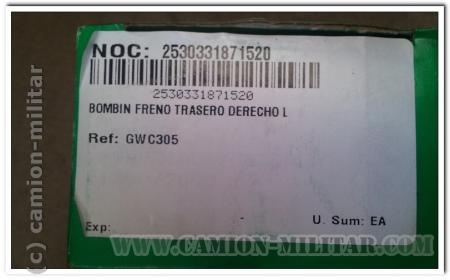 NOC: 2530331871520
2530331871520
BOMBIN FRENO TRASERO DERECHO L
Ref: GWC305
U. Sum: EA
Exp:
WWW.CAMION-MILITAR.COM
(c) camion-militar